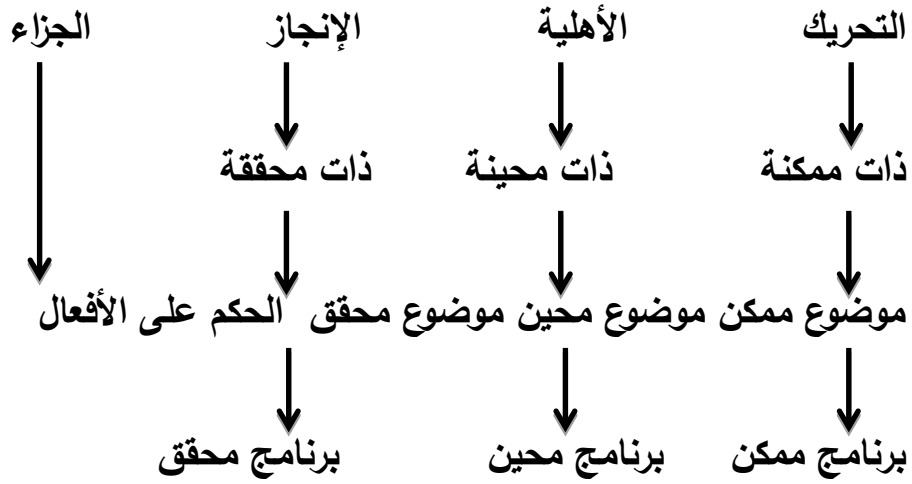 التحريك الأهلية الإنجاز الجزاء
ذات ممكنة ذات محينة ذات محققة
موضوع ممكن موضوع محين موضوع محقق الحكم على الأفعال
برنامج ممكن برنامج محين برنامج محقق